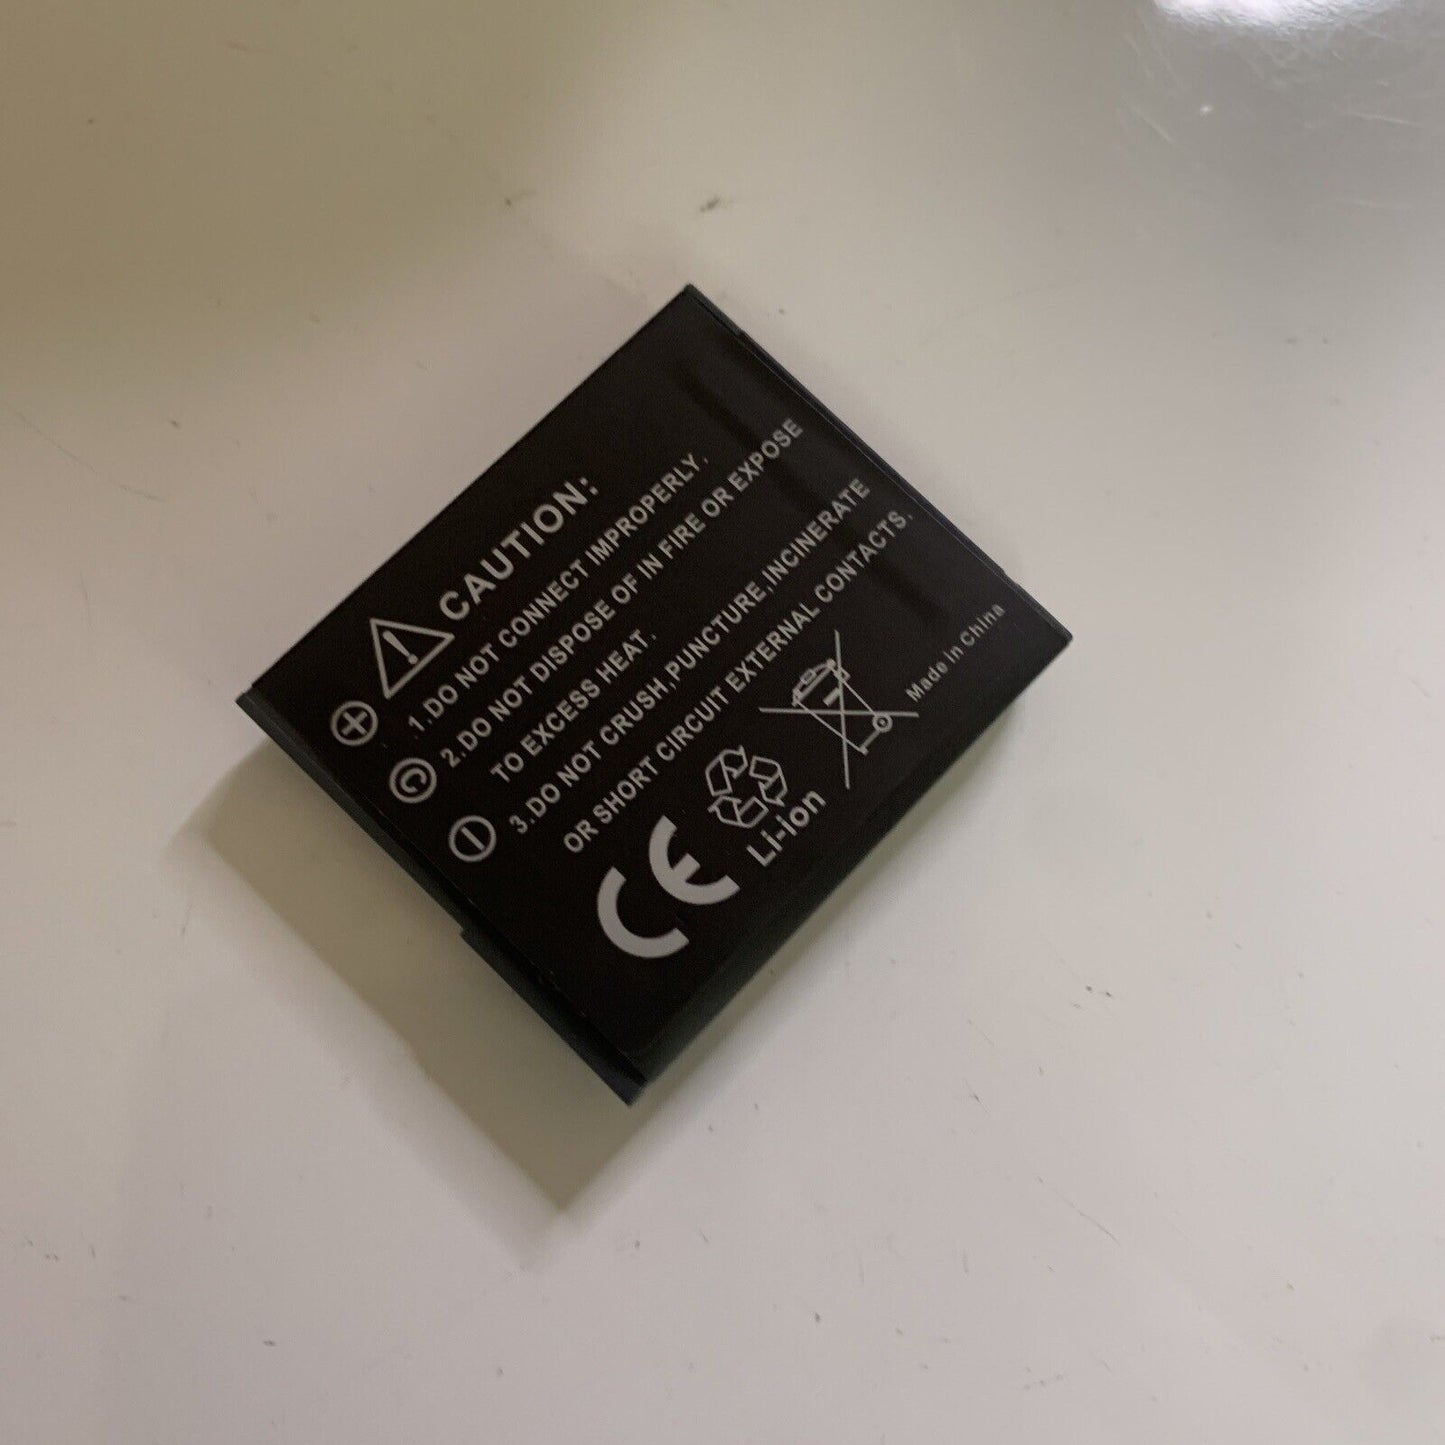 CAUTION:
1.DO NOT CONNECT IMPROPERLY.
2.DO NOT DISPOSE OF IN FIRE OR EXPOSE
TO EXCESS HEAT.
3.DO NOT CRUSH,PUNCTURE,INCINERATE
OR SHORT CIRCUIT EXTERNAL CONTACTS.
+
C
−
CE
Li-ion
Made in China